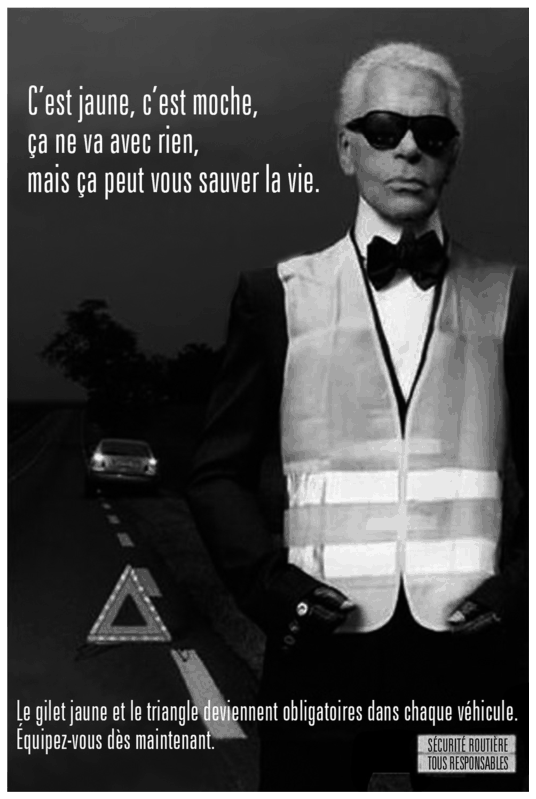 C'est jaune, c'est moche,
ça ne va avec rien,
mais ça peut vous sauver la vie.
Le gilet jaune et le triangle deviennent obligatoires dans chaque véhicule.
Équipez-vous dès maintenant.
SÉCURITÉ ROUTIÈRE
TOUS RESPONSABLES